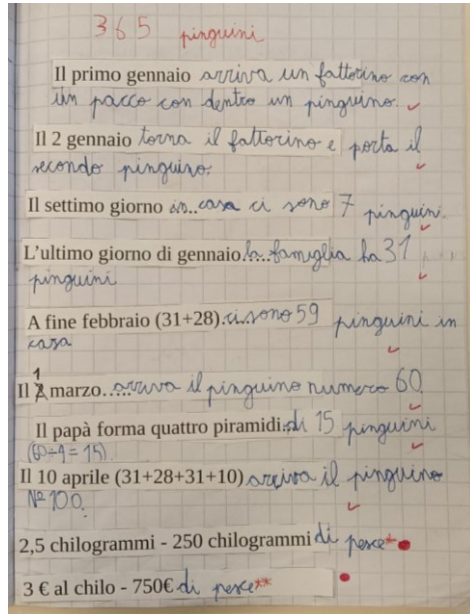 365 pinguini
Il primo gennaio arriva un fattorino con
un pacco con dentro un pinguino.
Il 2 gennaio torna il fattorino e porta il
secondo pinguino.
Il settimo giorno in..casa ci sono 7 pinguini.
L'ultimo giorno di gennaio.la...famiglia ha 31
pinguini
A fine febbraio (31+28).ci.sono 59 pinguini in
casa
Il 1 marzo.....arriva il pinguino numero 60
Il papà forma quattro piramidi.di 15 pinguini
(60÷4=15)
Il 10 aprile (31+28+31+10) arriva il pinguino
N° 100.
2,5 chilogrammi - 250 chilogrammi di pesce*
3 € al chilo - 750€ di pesce**